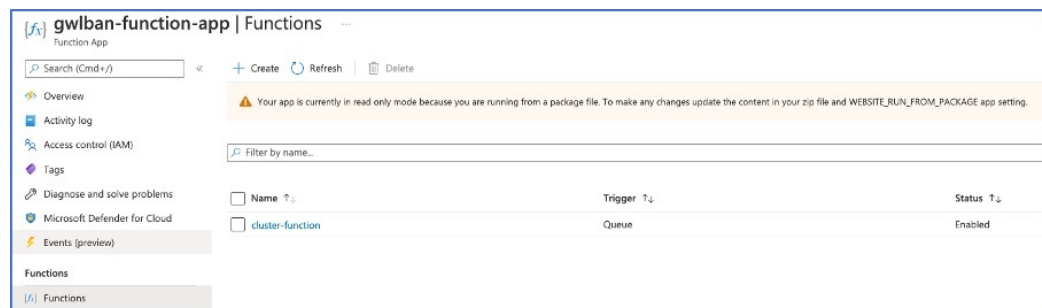 gwlban-function-app | Functions ...
Function App
Search (Cmd+/)
«
Create
Refresh
Delete
Overview
Activity log
Access control (IAM)
Tags
Diagnose and solve problems
Microsoft Defender for Cloud
Events (preview)
Functions
Functions
Your app is currently in read only mode because you are running from a package file. To make any changes update the content in your zip file and WEBSITE_RUN_FROM_PACKAGE app setting.
Filter by name...
Name Trigger Status
cluster-function Queue Enabled